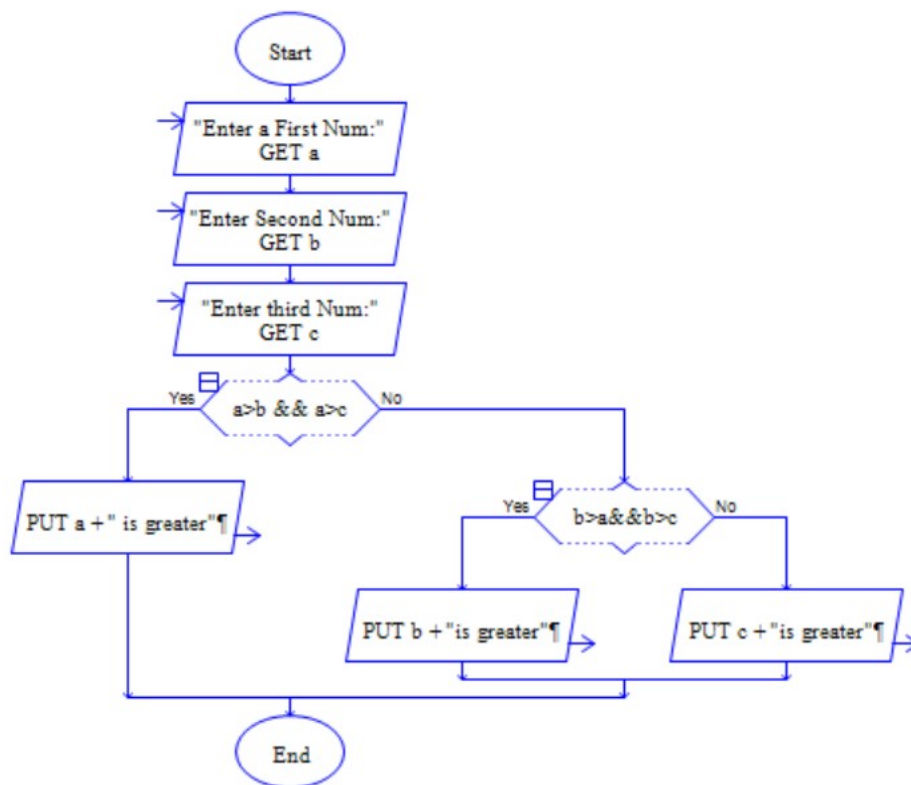 Start
"Enter a First Num:"
GET a
"Enter Second Num:"
GET b
"Enter third Num:"
GET c
Yes
a>b && a>c
No
PUT a +" is greater"¶
Yes
b>a&&b>c
No
PUT b +"is greater"¶
PUT c +"is greater"¶
End